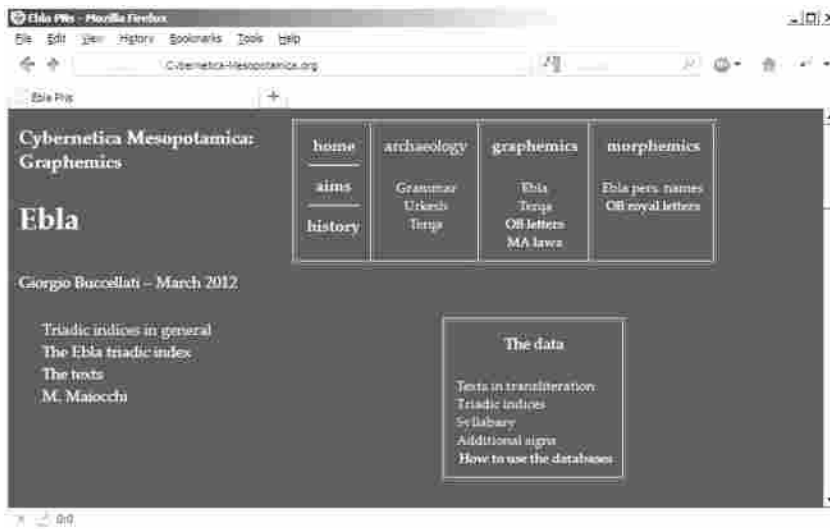 Ebla Pilis - Mozilla Firefox
File Edit View History Bookmarks Tools Help
Cybernetica-Mesopotamica.org
Cybernetica Mesopotamica:
Graphemics
Ebla
Giorgio Buccellati – March 2012
Triadic indices in general
The Ebla triadic index
The texts
M. Maiocchi
home
aims
history
archaeology
Grammar
Urkesh
Terqa
graphemics
Ebla
Terqa
OB letters
MA laws
morphemics
Ebla pers. names
OB royal letters
The data
Texts in transliteration
Triadic indices
Syllabary
Additional signs
How to use the databases